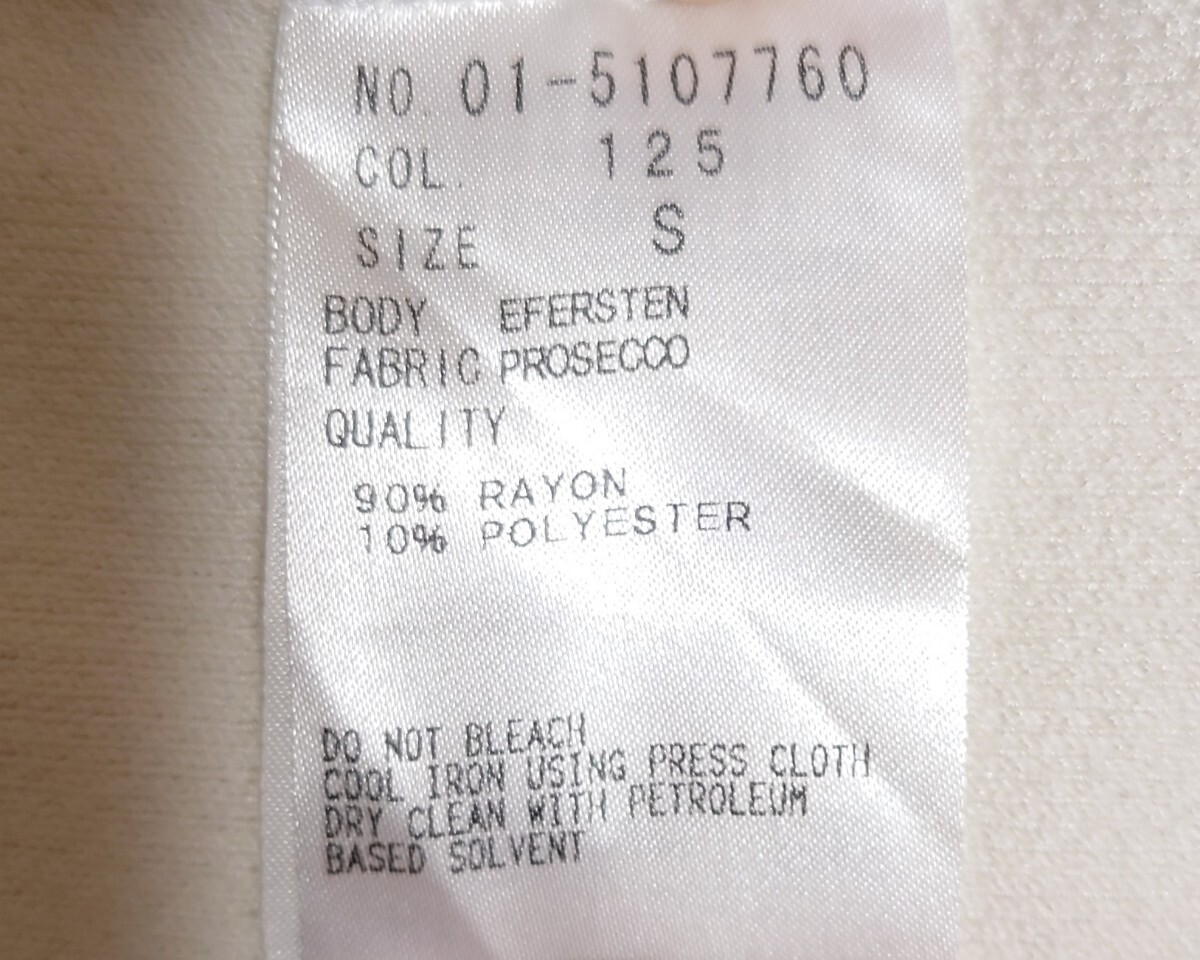 NO. 01-5107760
COL. 125
SIZE S
BODY EFERSTEN
FABRIC PROSECCO
QUALITY
90% RAYON
10% POLYESTER
DO NOT BLEACH
COOL IRON USING PRESS CLOTH
DRY CLEAN WITH PETROLEUM
BASED SOLVENT